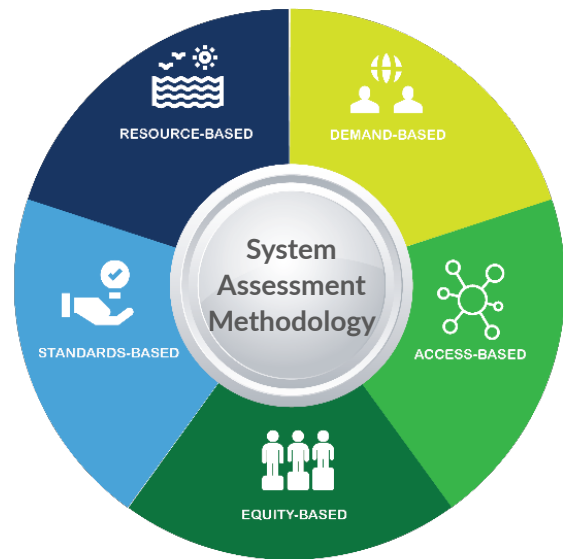 RESOURCE-BASED
DEMAND-BASED
System
Assessment
Methodology
STANDARDS-BASED
ACCESS-BASED
EQUITY-BASED